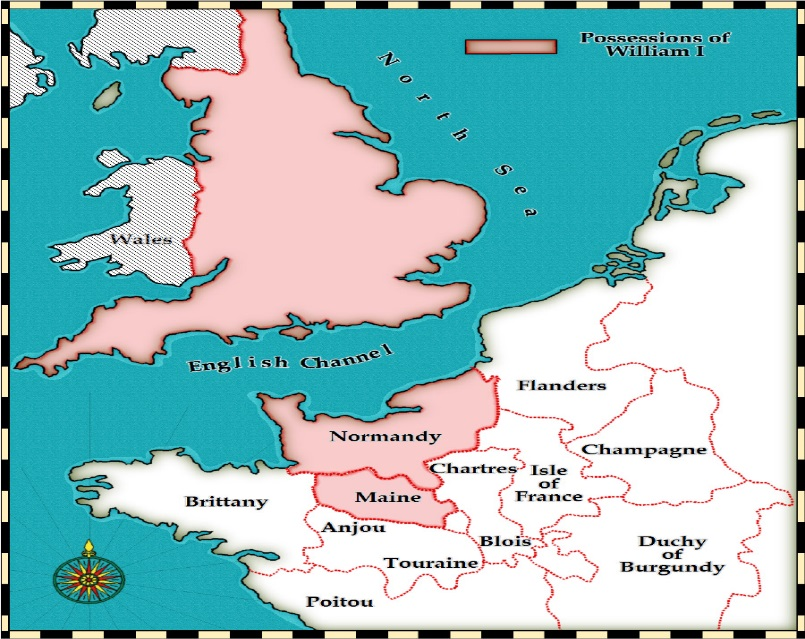 Possessions of
William I
North Sea
Wales
English Channel
Flanders
Normandy
Champagne
Chartres
Isle
of
France
Maine
Brittany
Anjou
Blois
Duchy
of
Burgundy
Touraine
Poitou